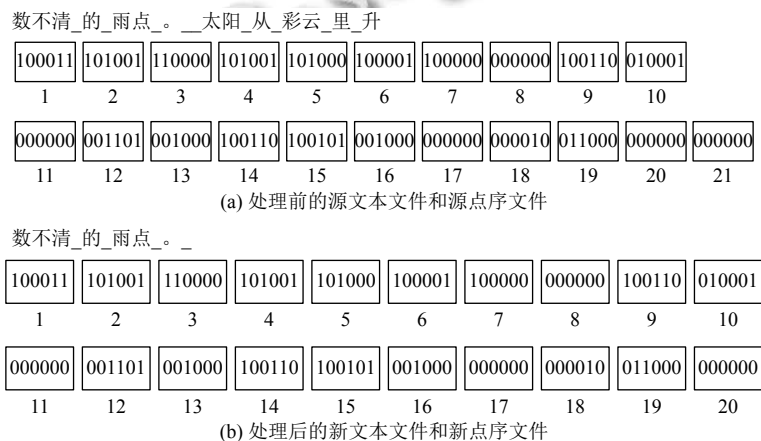 数不清_的_雨点_。__太阳_从_彩云_里_升
100011 101001 110000 101001 101000 100001 100000 000000 100110 010001
1 2 3 4 5 6 7 8 9 10
000000 001101 001000 100110 100101 001000 000000 000010 011000 000000 000000
11 12 13 14 15 16 17 18 19 20 21
(a) 处理前的源文本文件和源点序文件
数不清_的_雨点_。_
100011 101001 110000 101001 101000 100001 100000 000000 100110 010001
1 2 3 4 5 6 7 8 9 10
000000 001101 001000 100110 100101 001000 000000 000010 011000 000000
11 12 13 14 15 16 17 18 19 20
(b) 处理后的新文本文件和新点序文件